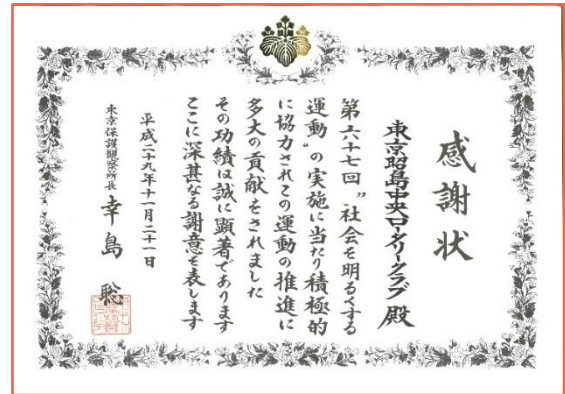 感謝状
東京昭島中央ロータリークラブ 殿
第六十七回"社会を明るくする
運動"の実施に当たり積極的
に協力されこの運動の推進に
多大の貢献をされました
その功績は誠に顕著であります
ここに深甚なる謝意を表します
平成二十九年十一月二十一日
東京保護観察所長 幸島聡